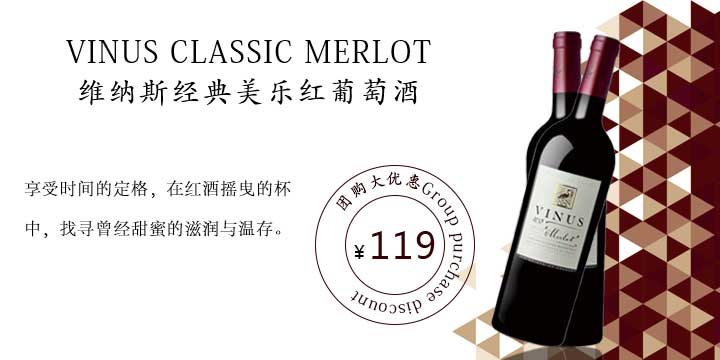 VINUS CLASSIC MERLOT
维纳斯经典美乐红葡萄酒
享受时间的定格，在红酒摇曳的杯
中，找寻曾经甜蜜的滋润与温存。
团购大优惠Group purchase discount
¥119
VINUS
Merlot